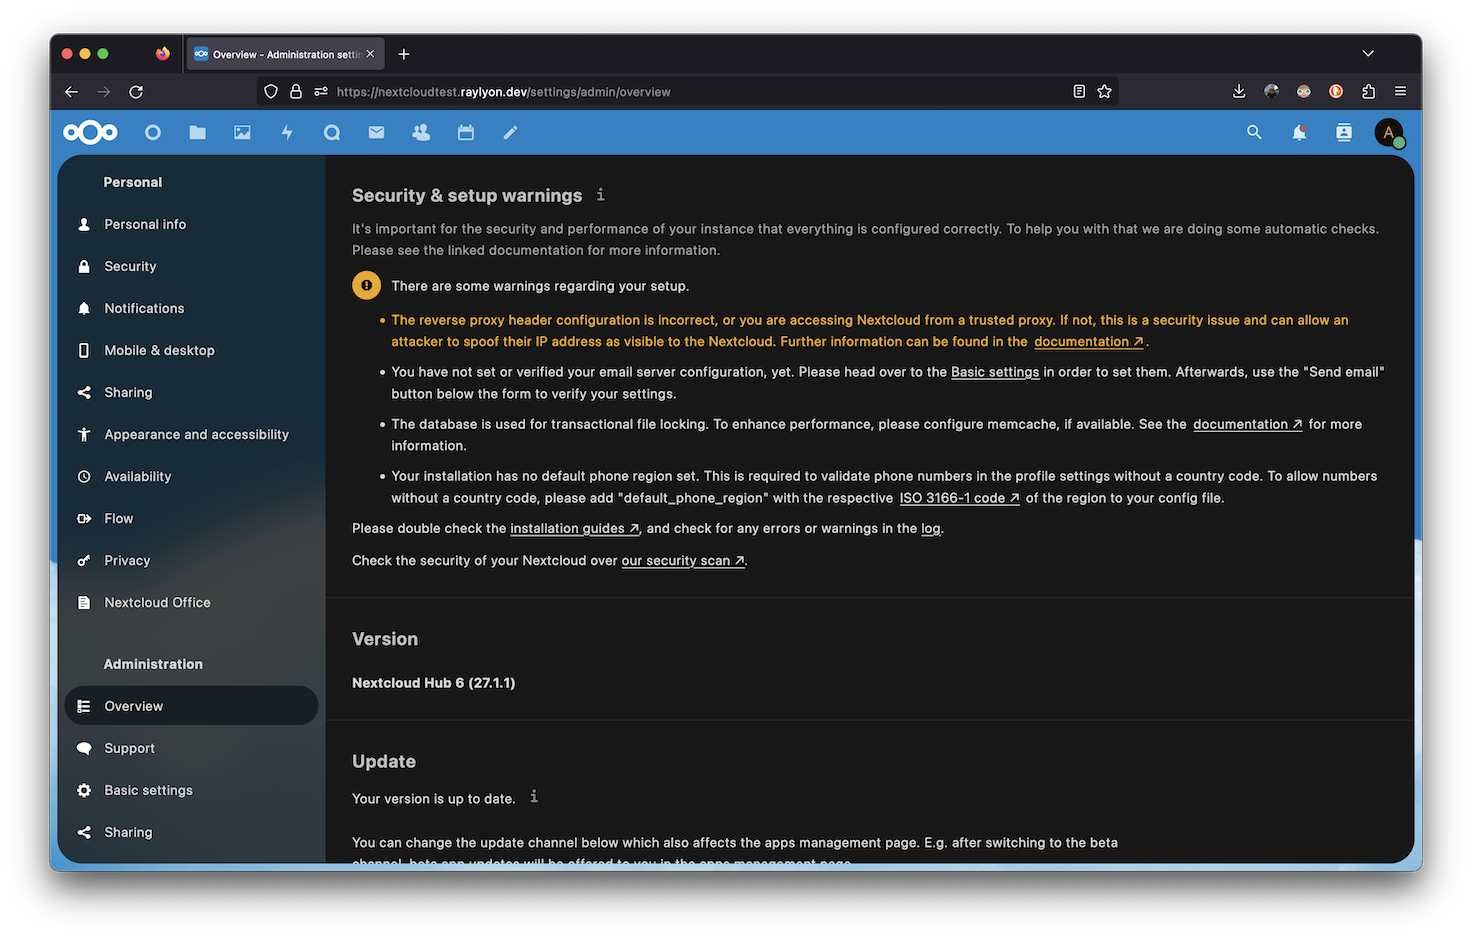 Overview - Administration settin
https://nextcloudtest.raylyon.dev/settings/admin/overview
A
Personal
Personal info
Security
Notifications
Mobile & desktop
Sharing
Appearance and accessibility
Availability
Flow
Privacy
Nextcloud Office
Administration
Overview
Support
Basic settings
Sharing
Security & setup warnings
It's important for the security and performance of your instance that everything is configured correctly. To help you with that we are doing some automatic checks.
Please see the linked documentation for more information.
There are some warnings regarding your setup.
• The reverse proxy header configuration is incorrect, or you are accessing Nextcloud from a trusted proxy. If not, this is a security issue and can allow an
attacker to spoof their IP address as visible to the Nextcloud. Further information can be found in the documentation ↗.
• You have not set or verified your email server configuration, yet. Please head over to the Basic settings in order to set them. Afterwards, use the "Send email"
button below the form to verify your settings.
• The database is used for transactional file locking. To enhance performance, please configure memcache, if available. See the documentation ↗ for more
information.
• Your installation has no default phone region set. This is required to validate phone numbers in the profile settings without a country code. To allow numbers
without a country code, please add "default_phone_region" with the respective ISO 3166-1 code ↗ of the region to your config file.
Please double check the installation guides ↗, and check for any errors or warnings in the log.
Check the security of your Nextcloud over our security scan ↗.
Version
Nextcloud Hub 6 (27.1.1)
Update
Your version is up to date.
You can change the update channel below which also affects the apps management page. E.g. after switching to the beta
channel, beta app updates will be offered to you in the apps management page.